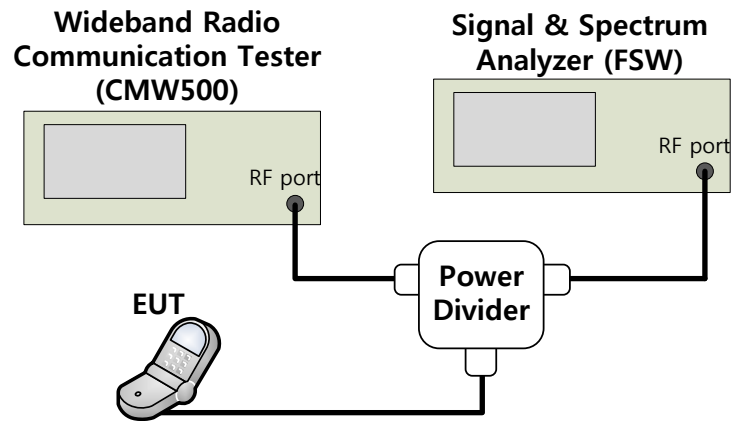 Wideband Radio
Communication Tester
(CMW500)
Signal & Spectrum
Analyzer (FSW)
RF port
RF port
Power
Divider
EUT